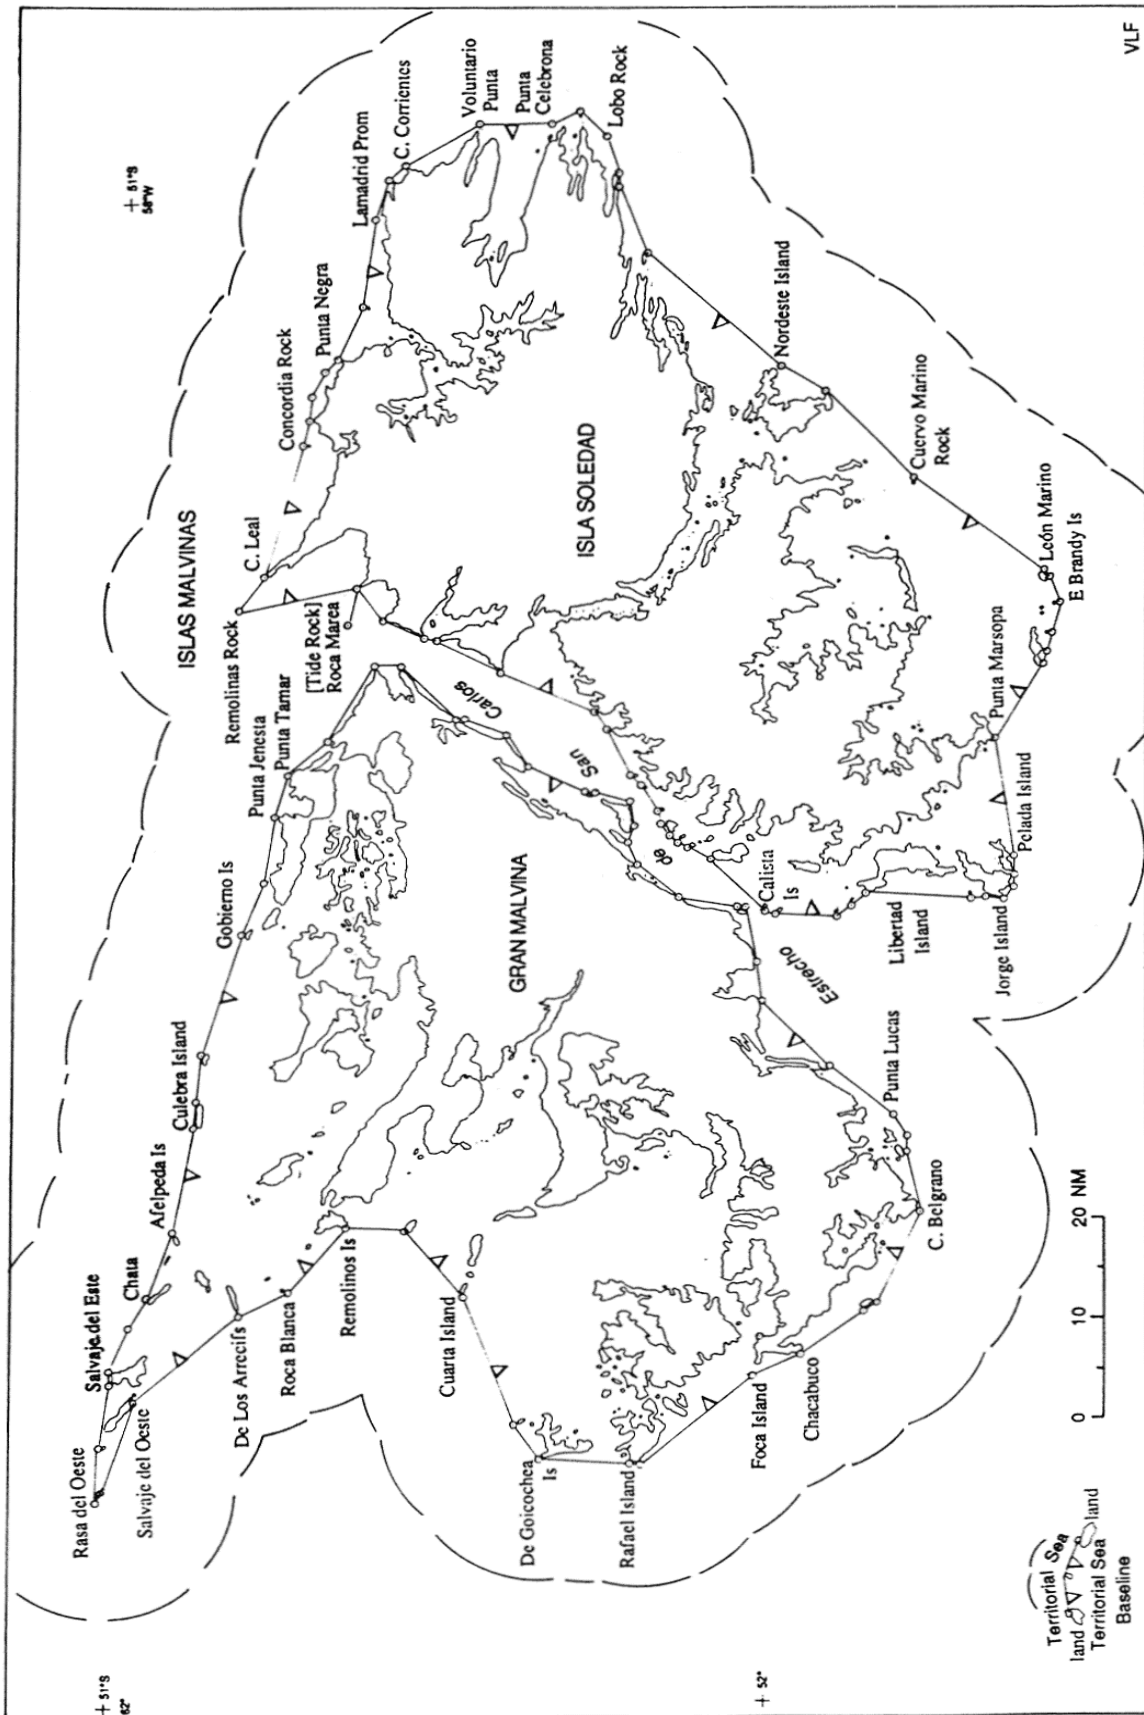 ISLAS MALVINAS
+ 51°S
58°W
+ 51°S
62°
+ 52°
Rasa del Oeste
Salvaje del Oeste
Salvaje del Este
Chata
Afelpeda Is
Culebra Island
Gobierno Is
Punta Jenesta
Punta Tamar
Remolinas Rock
[Tide Rock]
Roca Marea
C. Leal
Concordia Rock
Punta Negra
Lamadrid Prom
C. Corrientes
Voluntario
Punta
Punta
Celebrona
Lobo Rock
De Los Arrecifs
Roca Blanca
Remolinos Is
Cuarta Island
De Goicochea
Is
Rafael Island
Foca Island
Chacabuco
C. Belgrano
Punta Lucas
GRAN MALVINA
ISLA SOLEDAD
Estrecho
de
San
Carlos
Calista
Is
Libertad
Island
Jorge Island
Pelada Island
Punta Marsopa
E Brandy Is
León Marino
Cuervo Marino
Rock
Nordeste Island
0 10 20 NM
Territorial Sea
land
land
Territorial Sea
Baseline
VLF